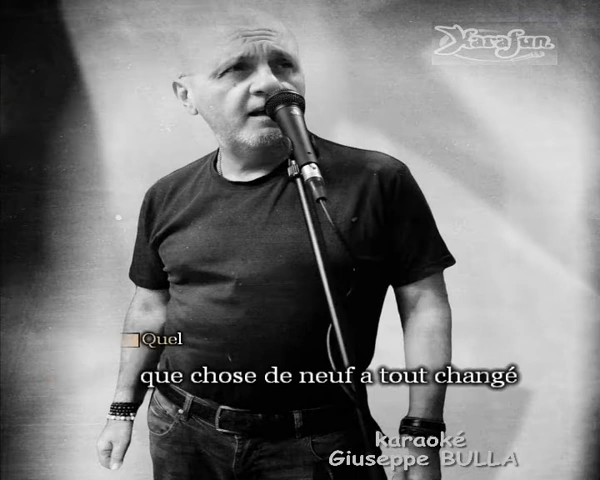 KaraFun
Quel
que chose de neuf a tout changé
karaoké
Giuseppe BULLA